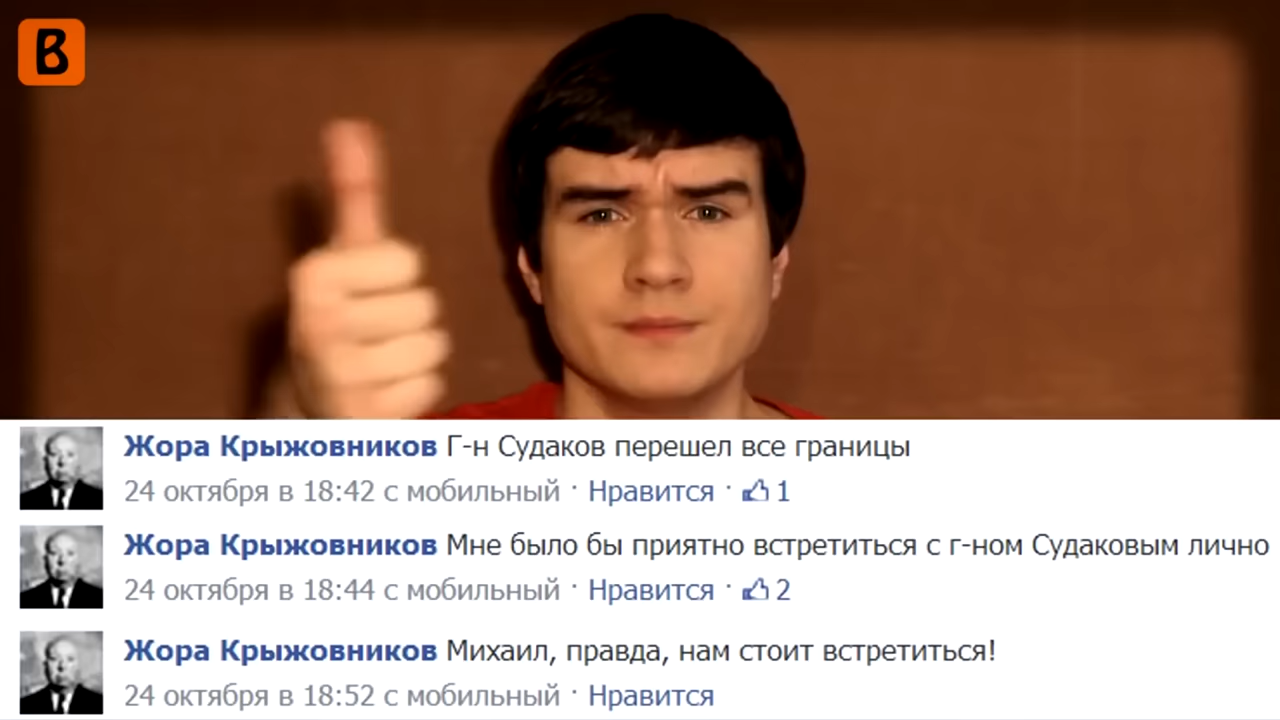 B
Жора Крыжовников Г-н Судаков перешел все границы
24 октября в 18:42 с мобильный · Нравится · 1
Жора Крыжовников Мне было бы приятно встретиться с г-ном Судаковым лично
24 октября в 18:44 с мобильный · Нравится · 2
Жора Крыжовников Михаил, правда, нам стоит встретиться!
24 октября в 18:52 с мобильный · Нравится